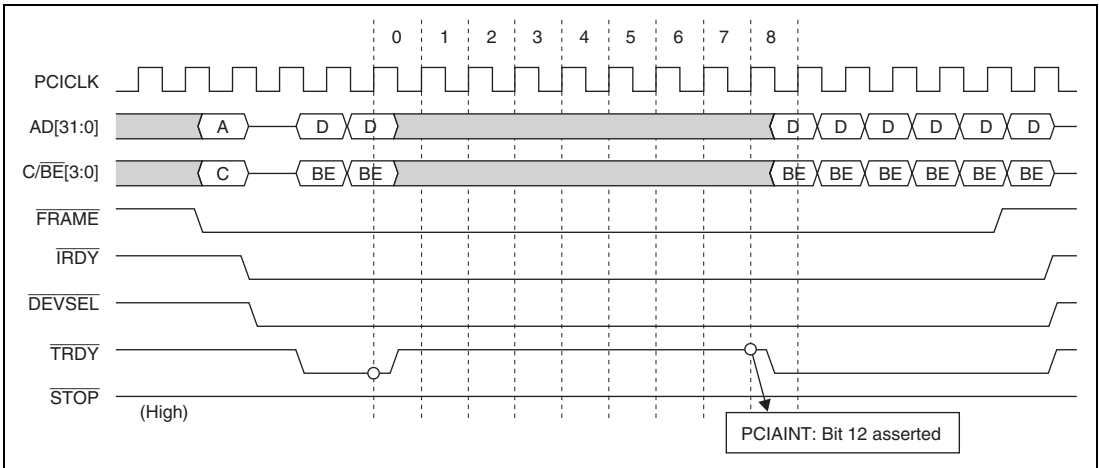 0 1 2 3 4 5 6 7 8
PCICLK
AD[31:0] A D D D D D D D D
C/BE[3:0] C BE BE BE BE BE BE BE BE
FRAME
IRDY
DEVSEL
TRDY
STOP
(High)
PCIAINT: Bit 12 asserted